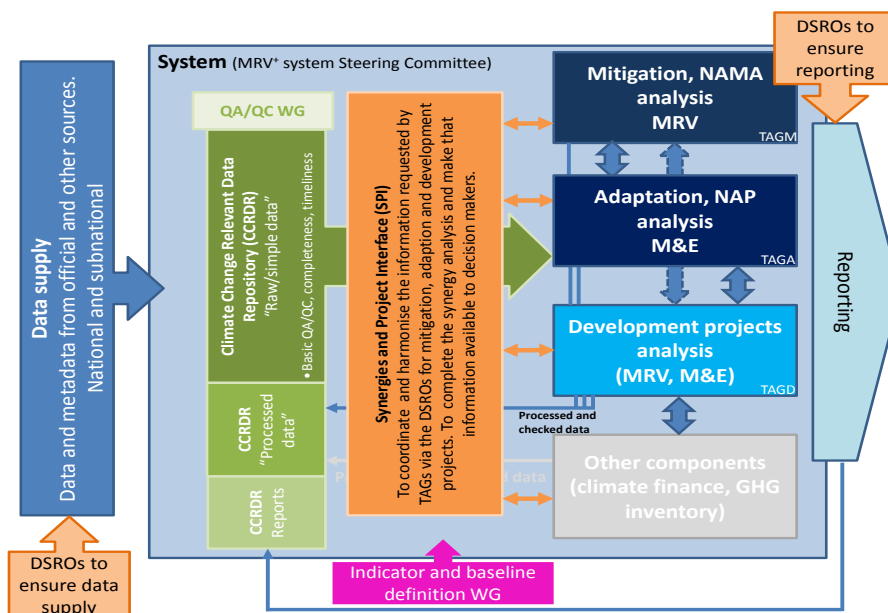 DSROs to
ensure
reporting
System (MRV+ system Steering Committee)
Data supply
Data and metadata from official and other sources.
National and subnational
QA/QC WG
Climate Change Relevant Data
Repository (CCRDR)
“Raw/simple data”
• Basic QA/QC, completeness, timeliness
CCRDR
“Processed
data”
CCRDR
Reports
Synergies and Project Interface (SPI)
To coordinate and harmonise the information requested by
TAGs via the DSROs for mitigation, adaption and development
projects. To complete the synergy analysis and make that
information available to decision makers.
Mitigation, NAMA
analysis
MRV
TAGM
Adaptation, NAP
analysis
M&E
TAGA
Development projects
analysis
(MRV, M&E)
TAGD
Processed and
checked data
Other components
(climate finance, GHG
inventory)
data
Reporting
Indicator and baseline
definition WG
DSROs to
ensure data
supply